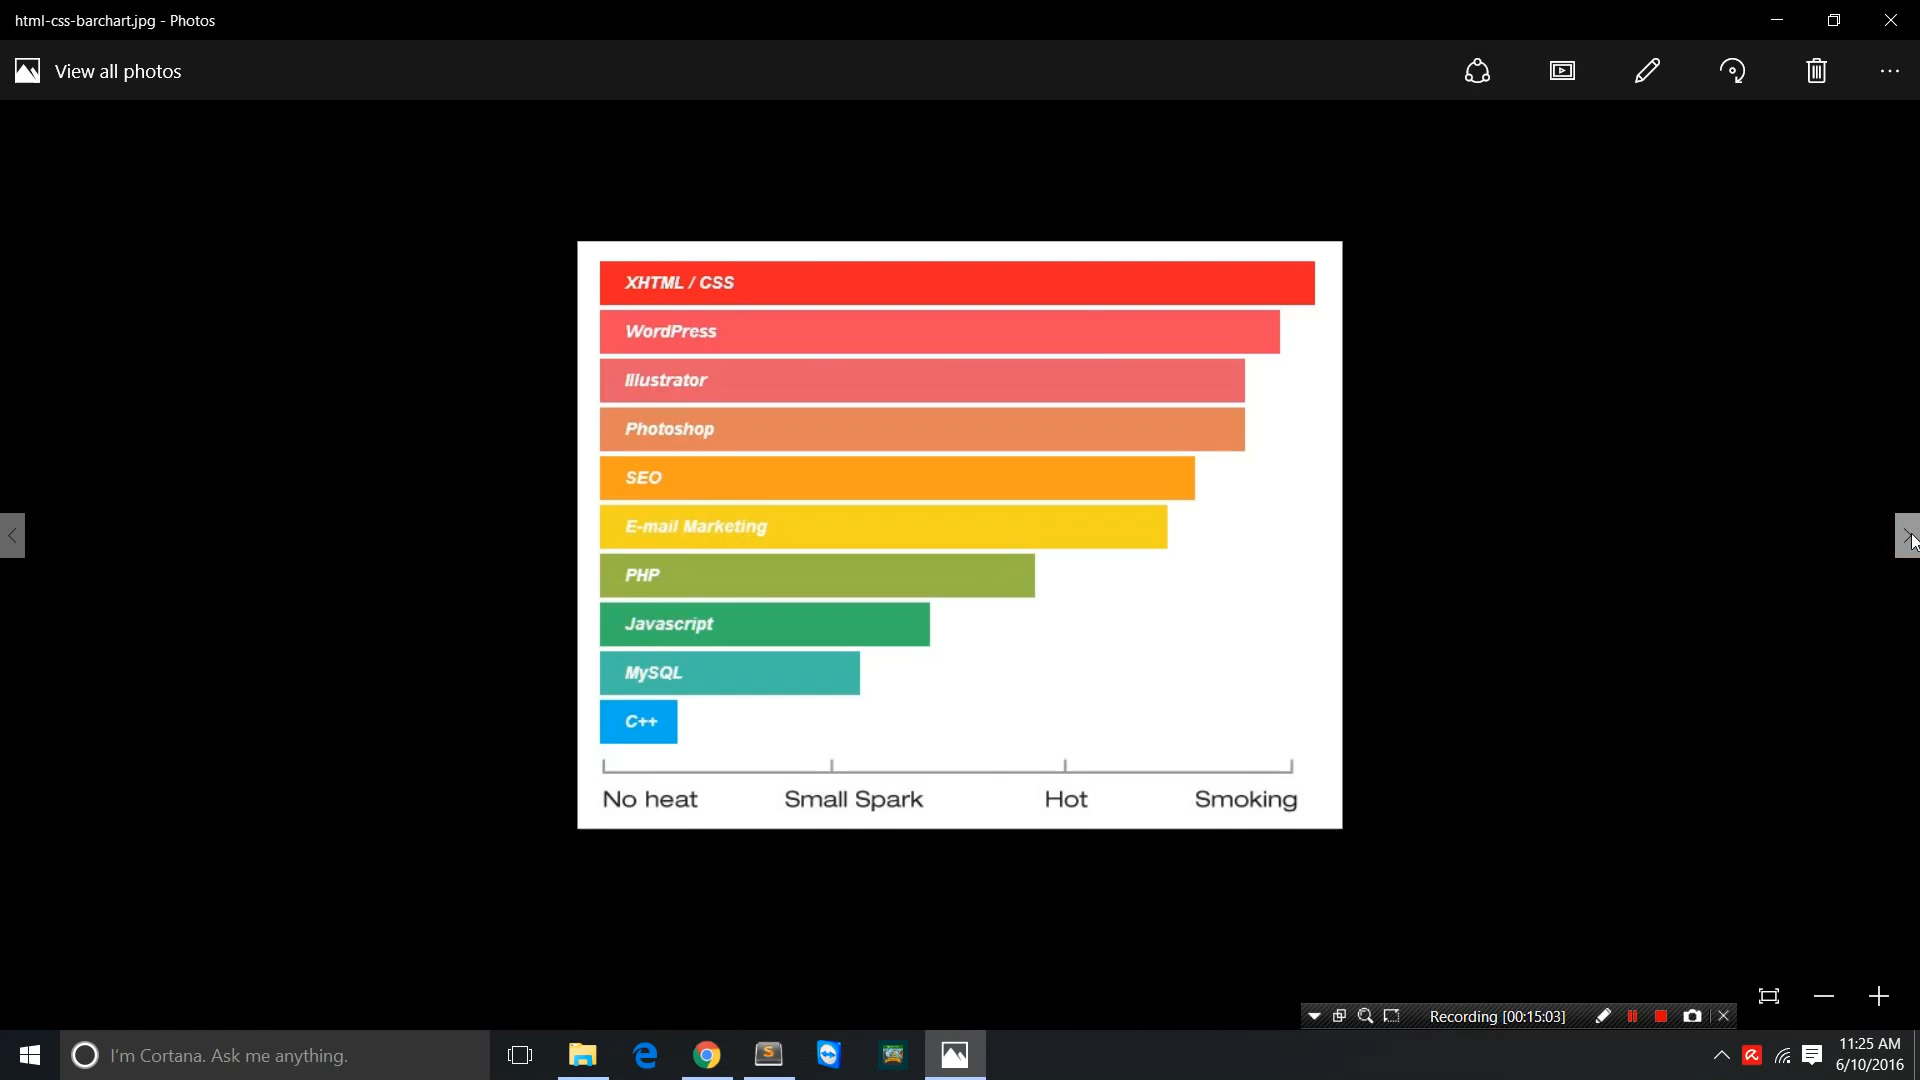 html-css-barchart.jpg - Photos
View all photos
XHTML / CSS
WordPress
Illustrator
Photoshop
SEO
E-mail Marketing
PHP
Javascript
MySQL
C++
No heat Small Spark Hot Smoking
Recording [00:15:03]
I'm Cortana. Ask me anything.
11:25 AM
6/10/2016